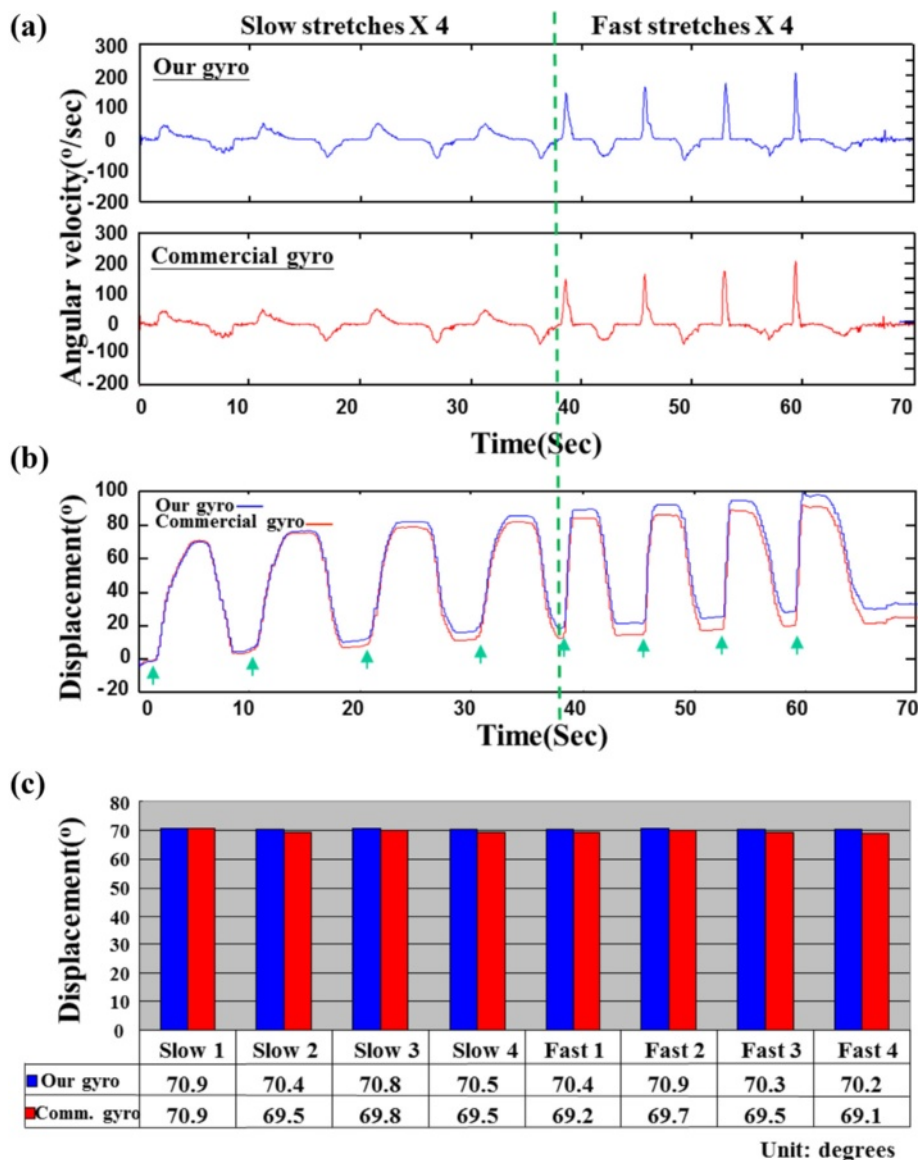 (a)
Slow stretches X 4 Fast stretches X 4
300
Our gyro
200
100
0
-100
-200
300
Commercial gyro
200
100
0
-100
-200
Angular velocity(º/sec)
0 10 20 30 40 50 60 70
Time(Sec)
(b)
100
Our gyro
Commercial gyro
80
60
40
20
0
-20
Displacement(º)
0 10 20 30 40 50 60 70
Time(Sec)
(c)
80
70
60
50
40
30
20
10
0
Displacement(º)
Slow 1 Slow 2 Slow 3 Slow 4 Fast 1 Fast 2 Fast 3 Fast 4
Our gyro 70.9 70.4 70.8 70.5 70.4 70.9 70.3 70.2
Comm. gyro 70.9 69.5 69.8 69.5 69.2 69.7 69.5 69.1
Unit: degrees